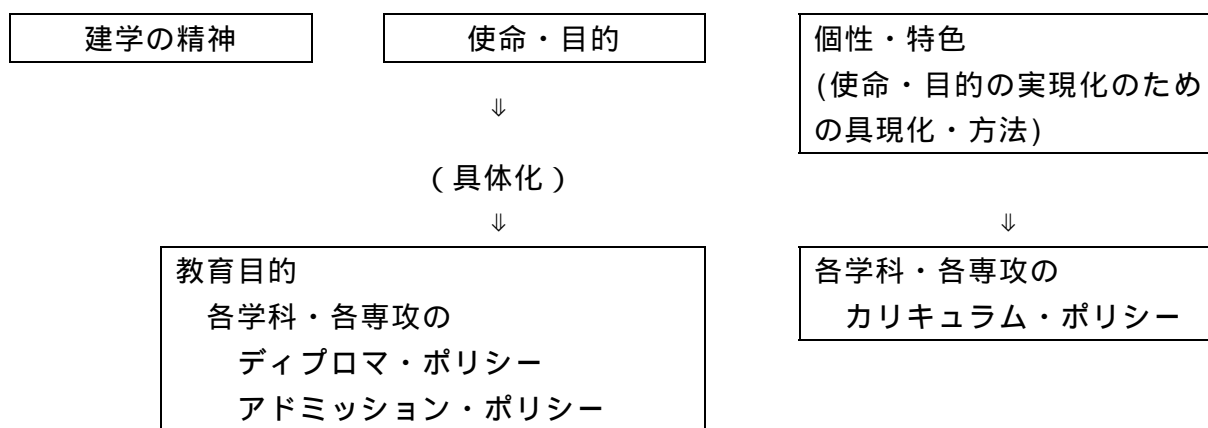 建学の精神
使命・目的
個性・特色
(使命・目的の実現化のため
の具現化・方法)
⇓
(具体化)
⇓
⇓
教育目的
各学科・各専攻の
ディプロマ・ポリシー
アドミッション・ポリシー
各学科・各専攻の
カリキュラム・ポリシー